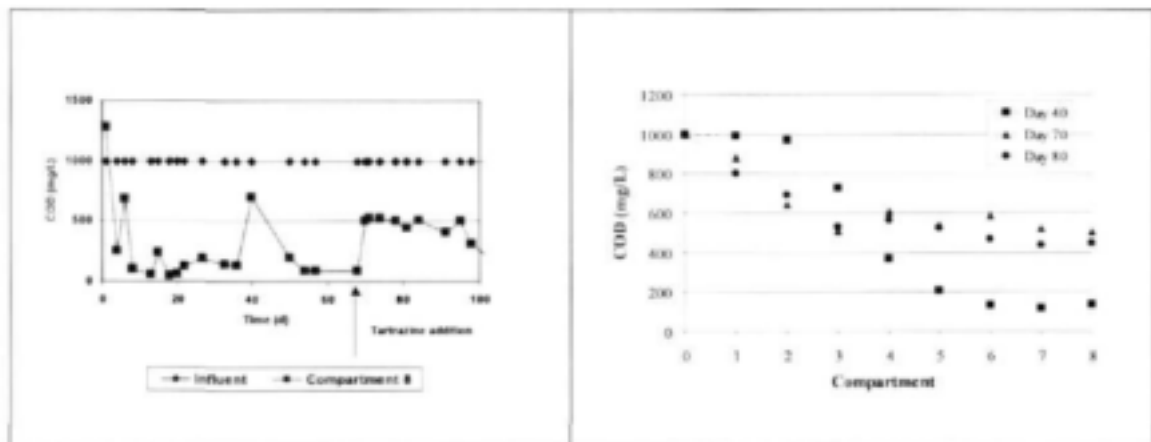 1500
1000
500
0
COD (mg/L)
0 20 40 60 80 100
Time (d)
Tartrazine addition
Influent Compartment 8
1200
1000
800
600
400
200
0
COD (mg/L)
Day 40
Day 70
Day 80
0 1 2 3 4 5 6 7 8
Compartment